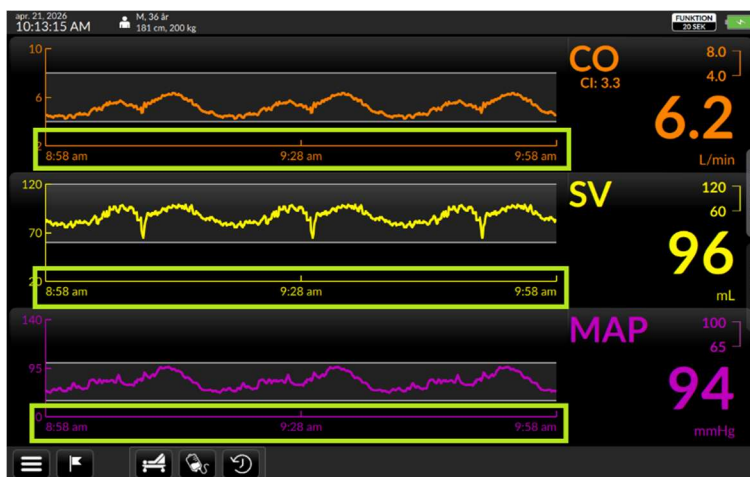 apr. 21, 2026
10:13:15 AM
M, 36 år
181 cm, 200 kg
FUNKTION
20 SEK
10
6
2
8:58 am 9:28 am 9:58 am
CO
CI: 3.3
8.0
4.0
6.2
L/min
120
70
20
8:58 am 9:28 am 9:58 am
SV
120
60
96
mL
140
95
0
8:58 am 9:28 am 9:58 am
MAP
100
65
94
mmHg